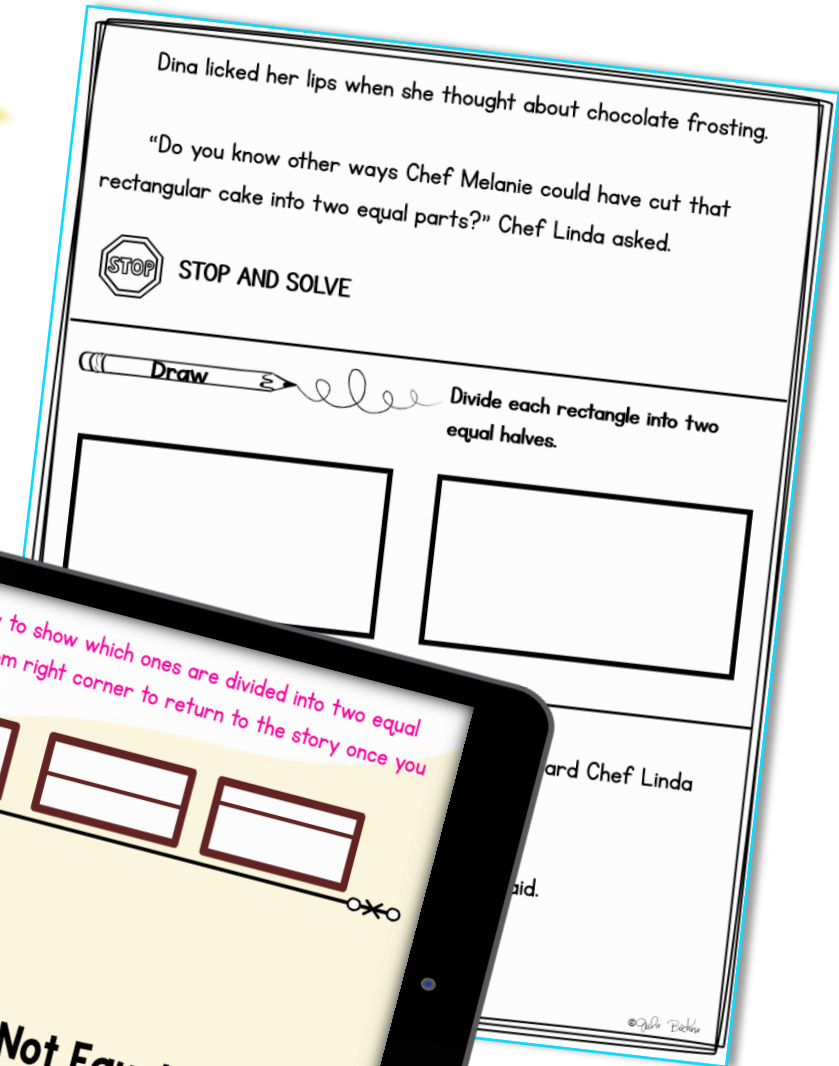 Dina licked her lips when she thought about chocolate frosting.
“Do you know other ways Chef Melanie could have cut that
rectangular cake into two equal parts?” Chef Linda asked.
STOP
STOP AND SOLVE
Draw
Divide each rectangle into two
equal halves.
to show which ones are divided into two equal
right corner to return to the story once you
Chef Linda
Not